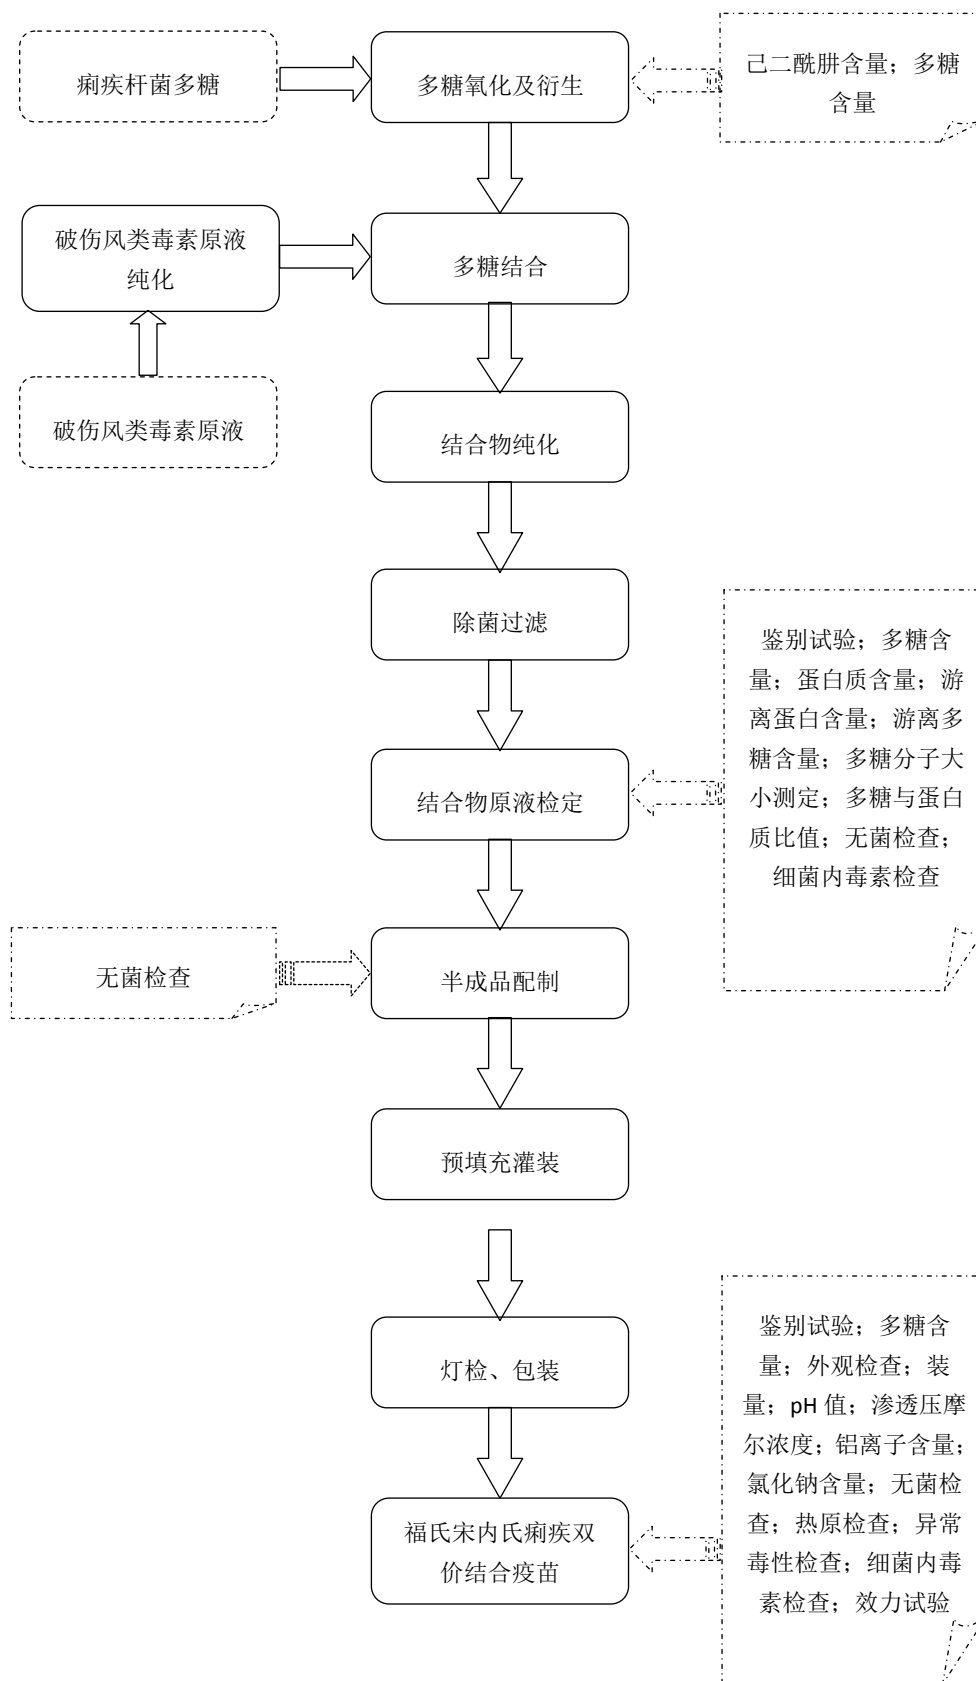 痢疾杆菌多糖
多糖氧化及衍生
己二酰肼含量；多糖
含量
破伤风类毒素原液
纯化
多糖结合
破伤风类毒素原液
结合物纯化
除菌过滤
鉴别试验；多糖含
量；蛋白质含量；游
离蛋白含量；游离多
糖含量；多糖分子大
小测定；多糖与蛋白
质比值；无菌检查；
细菌内毒素检查
结合物原液检定
无菌检查
半成品配制
预填充灌装
灯检、包装
鉴别试验；多糖含
量；外观检查；装
量；pH 值；渗透压摩
尔浓度；铝离子含量；
氯化钠含量；无菌检
查；热原检查；异常
毒性检查；细菌内毒
素检查；效力试验
福氏宋内氏痢疾双
价结合疫苗